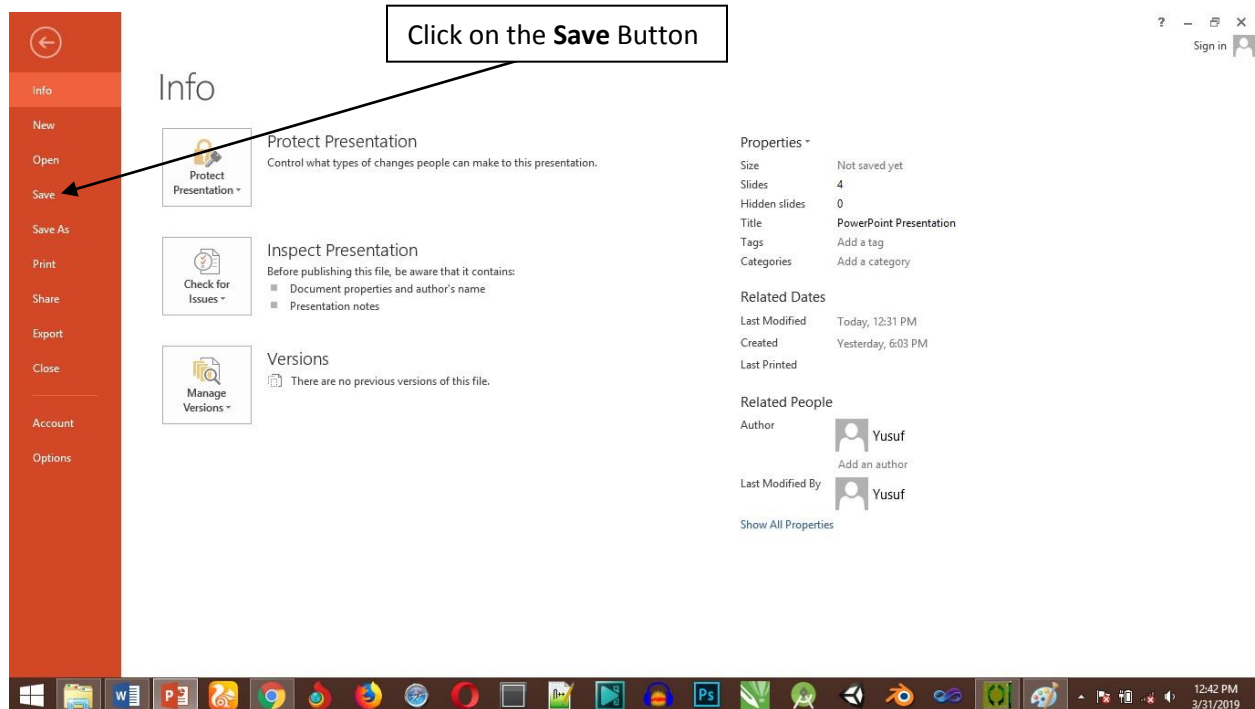 Click on the Save Button
? – X
Sign in
Info
New
Open
Save
Save As
Print
Share
Export
Close
Account
Options
Info
Protect
Presentation
Protect Presentation
Control what types of changes people can make to this presentation.
Check for
Issues
Inspect Presentation
Before publishing this file, be aware that it contains:
Document properties and author's name
Presentation notes
Manage
Versions
Versions
There are no previous versions of this file.
Properties
Size Not saved yet
Slides 4
Hidden slides 0
Title PowerPoint Presentation
Tags Add a tag
Categories Add a category
Related Dates
Last Modified Today, 12:31 PM
Created Yesterday, 6:03 PM
Last Printed
Related People
Author Yusuf
Add an author
Last Modified By Yusuf
Show All Properties
W P Ps
12:42 PM
3/31/2019